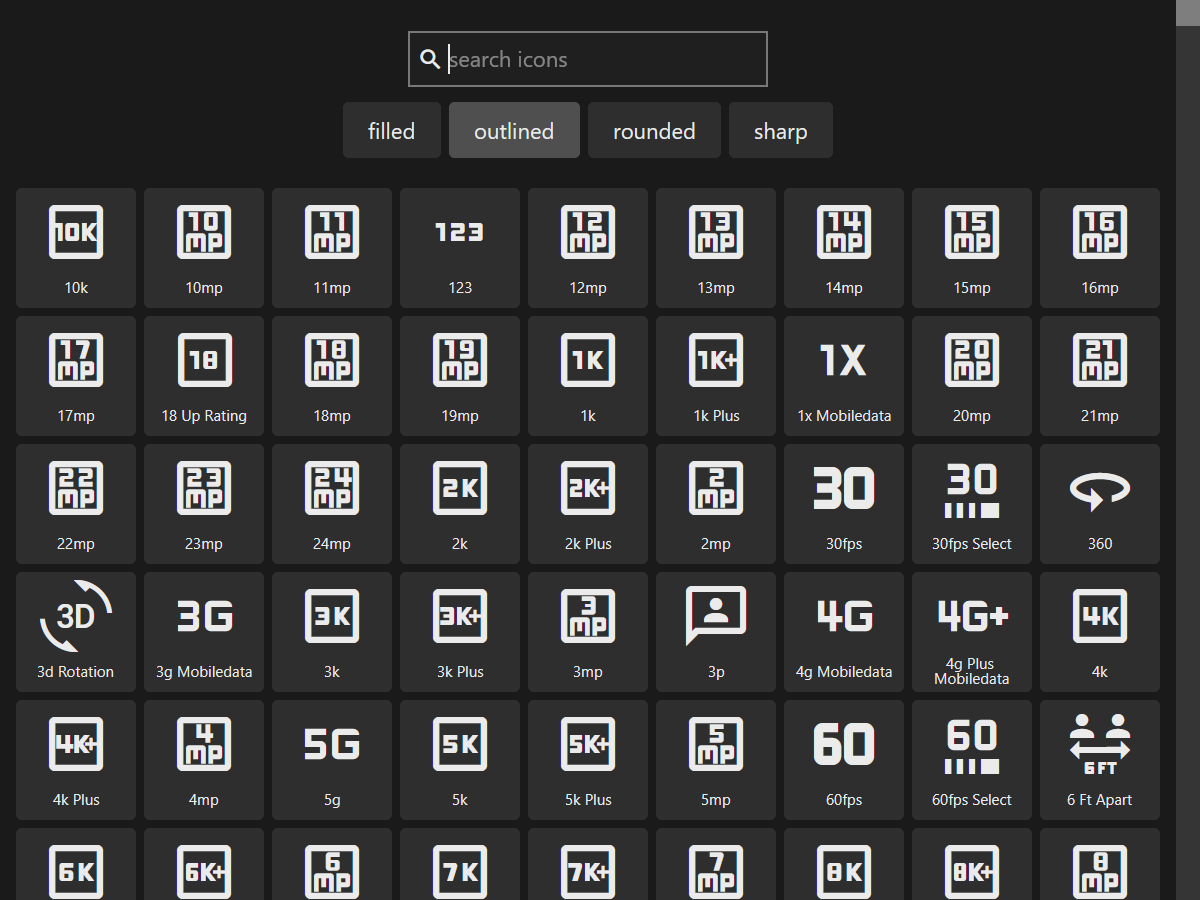 search icons
filled outlined rounded sharp
10K 10 MP 11 MP 123 12 MP 13 MP 14 MP 15 MP 16 MP
10k 10mp 11mp 123 12mp 13mp 14mp 15mp 16mp
17 MP 18 18 MP 19 MP 1K 1K+ 1X 20 MP 21 MP
17mp 18 Up Rating 18mp 19mp 1k 1k Plus 1x Mobiledata 20mp 21mp
22 MP 23 MP 24 MP 2K 2K+ 2 MP 30 30
22mp 23mp 24mp 2k 2k Plus 2mp 30fps 30fps Select 360
3D 3G 3K 3K+ 3 MP 4G 4G+ 4K
3d Rotation 3g Mobiledata 3k 3k Plus 3mp 3p 4g Mobiledata 4g Plus Mobiledata 4k
4K+ 4 MP 5G 5K 5K+ 5 MP 60 60 6 FT
4k Plus 4mp 5g 5k 5k Plus 5mp 60fps 60fps Select 6 Ft Apart
6K 6K+ 6 MP 7K 7K+ 7 MP 8K 8K+ 8 MP